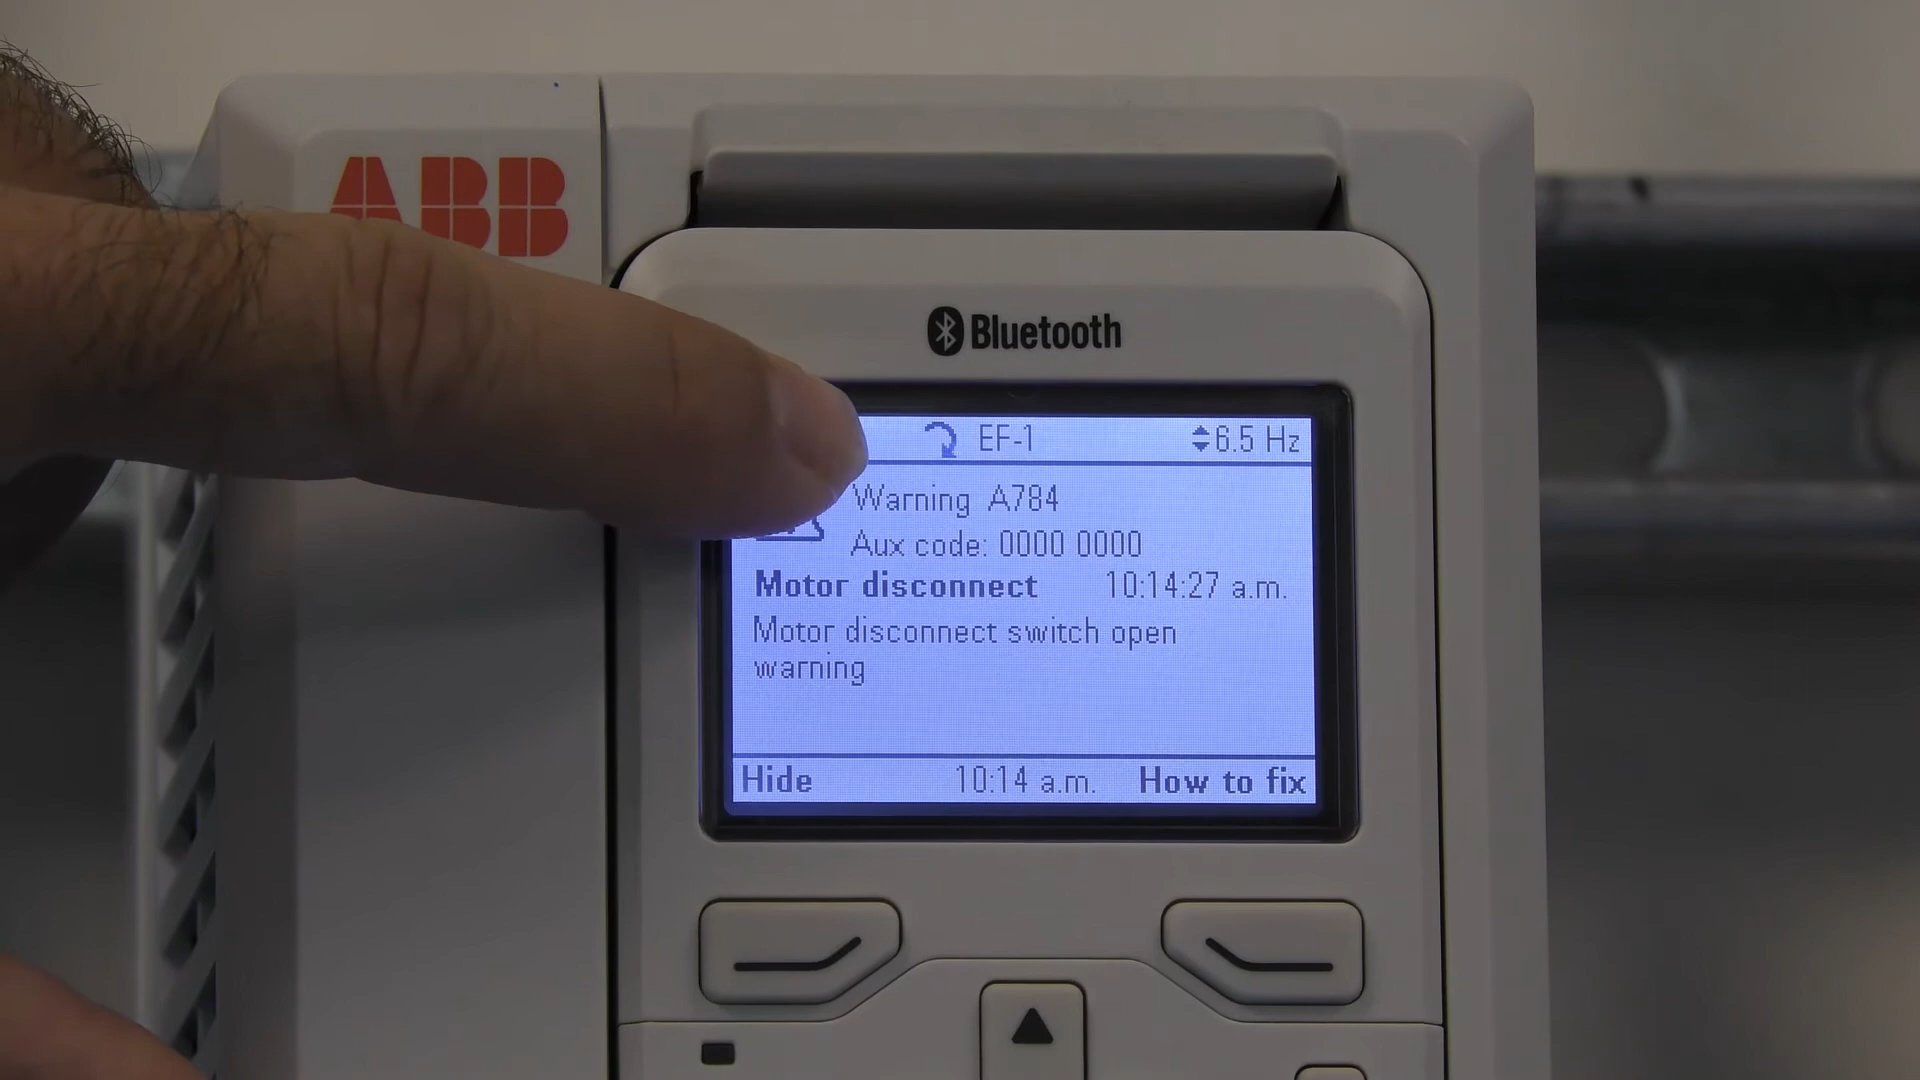 ABB
Bluetooth
EF-1 6.5 Hz
Warning A784
Aux code: 0000 0000
Motor disconnect 10:14:27 a.m.
Motor disconnect switch open
warning
Hide 10:14 a.m. How to fix